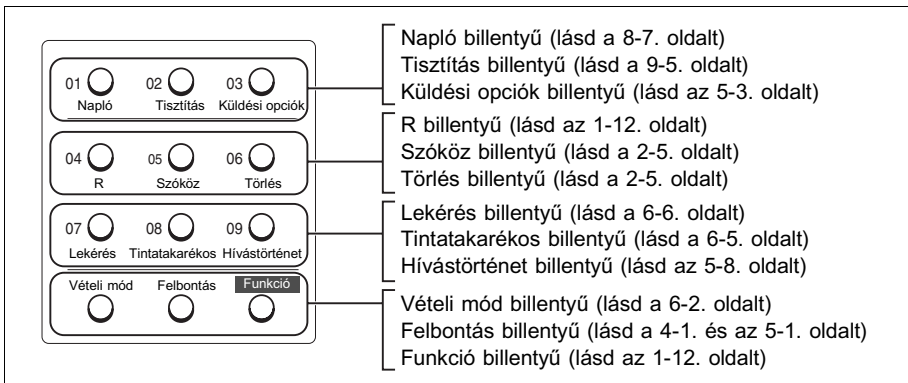 01 02 03
Napló Tisztítás Küldési opciók
04 05 06
R Szóköz Törlés
07 08 09
Lekérés Tintatakarékos Hívástörténet
Vételi mód Felbontás Funkció
Napló billentyű (lásd a 8-7. oldalt)
Tisztítás billentyű (lásd a 9-5. oldalt)
Küldési opciók billentyű (lásd az 5-3. oldalt)
R billentyű (lásd az 1-12. oldalt)
Szóköz billentyű (lásd a 2-5. oldalt)
Törlés billentyű (lásd a 2-5. oldalt)
Lekérés billentyű (lásd a 6-6. oldalt)
Tintatakarékos billentyű (lásd a 6-5. oldalt)
Hívástörténet billentyű (lásd az 5-8. oldalt)
Vételi mód billentyű (lásd a 6-2. oldalt)
Felbontás billentyű (lásd a 4-1. és az 5-1. oldalt)
Funkció billentyű (lásd az 1-12. oldalt)